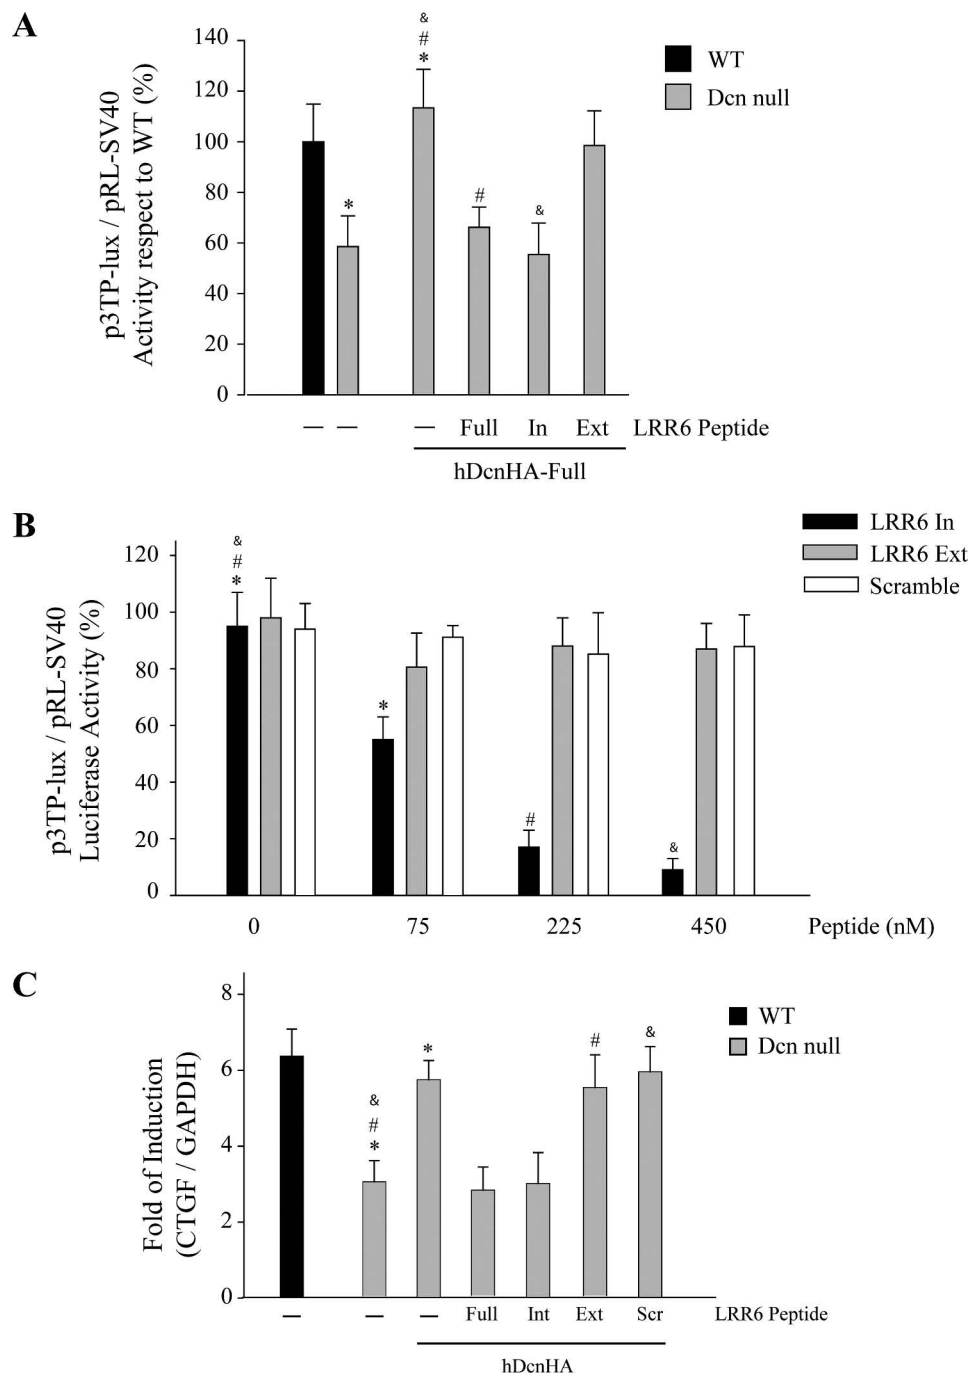 A
p3TP-lux / pRL-SV40
Activity respect to WT (%)
140
120
100
80
60
40
20
0
*
&
#
*
#
&
WT
Dcn null
— — — Full In Ext LRR6 Peptide
hDcnHA-Full
B
p3TP-lux / pRL-SV40
Luciferase Activity (%)
120
100
80
60
40
20
0
&
#
*
*
#
&
LRR6 In
LRR6 Ext
Scramble
0 75 225 450 Peptide (nM)
C
Fold of Induction
(CTGF / GAPDH)
8
6
4
2
0
&
#
*
*
#
&
WT
Dcn null
— — — Full Int Ext Scr LRR6 Peptide
hDcnHA